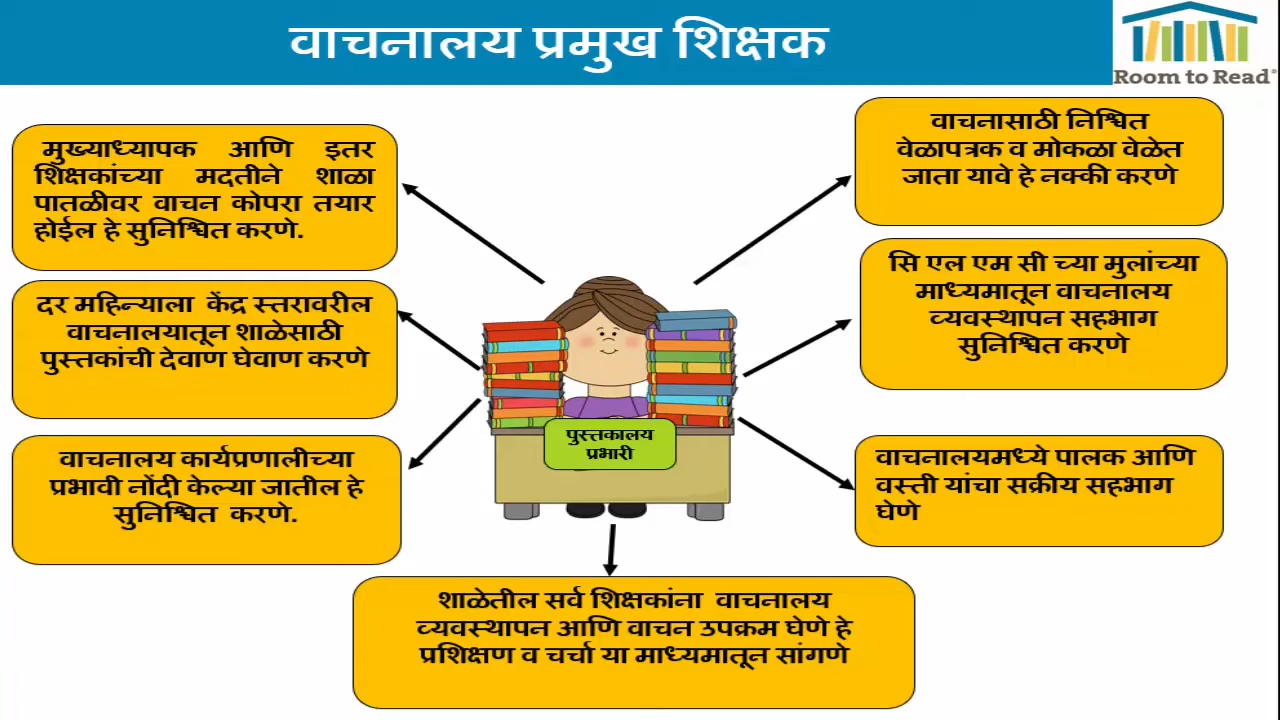 वाचनालय प्रमुख शिक्षक
Room to Read
मुख्याध्यापक आणि इतर
शिक्षकांच्या मदतीने शाळा
पातळीवर वाचन कोपरा तयार
होईल हे सुनिश्चित करणे.
दर महिन्याला केंद्र स्तरावरील
वाचनालयातून शाळेसाठी
पुस्तकांची देवाण घेवाण करणे
वाचनालय कार्यप्रणालीच्या
प्रभावी नोंदी केल्या जातील हे
सुनिश्चित करणे.
वाचनासाठी निश्चित
वेळापत्रक व मोकळा वेळेत
जाता यावे हे नक्की करणे
सि एल एम सी च्या मुलांच्या
माध्यमातून वाचनालय
व्यवस्थापन सहभाग
सुनिश्चित करणे
वाचनालयमध्ये पालक आणि
वस्ती यांचा सक्रीय सहभाग
घेणे
पुस्तकालय
प्रभारी
शाळेतील सर्व शिक्षकांना वाचनालय
व्यवस्थापन आणि वाचन उपक्रम घेणे हे
प्रशिक्षण व चर्चा या माध्यमातून सांगणे